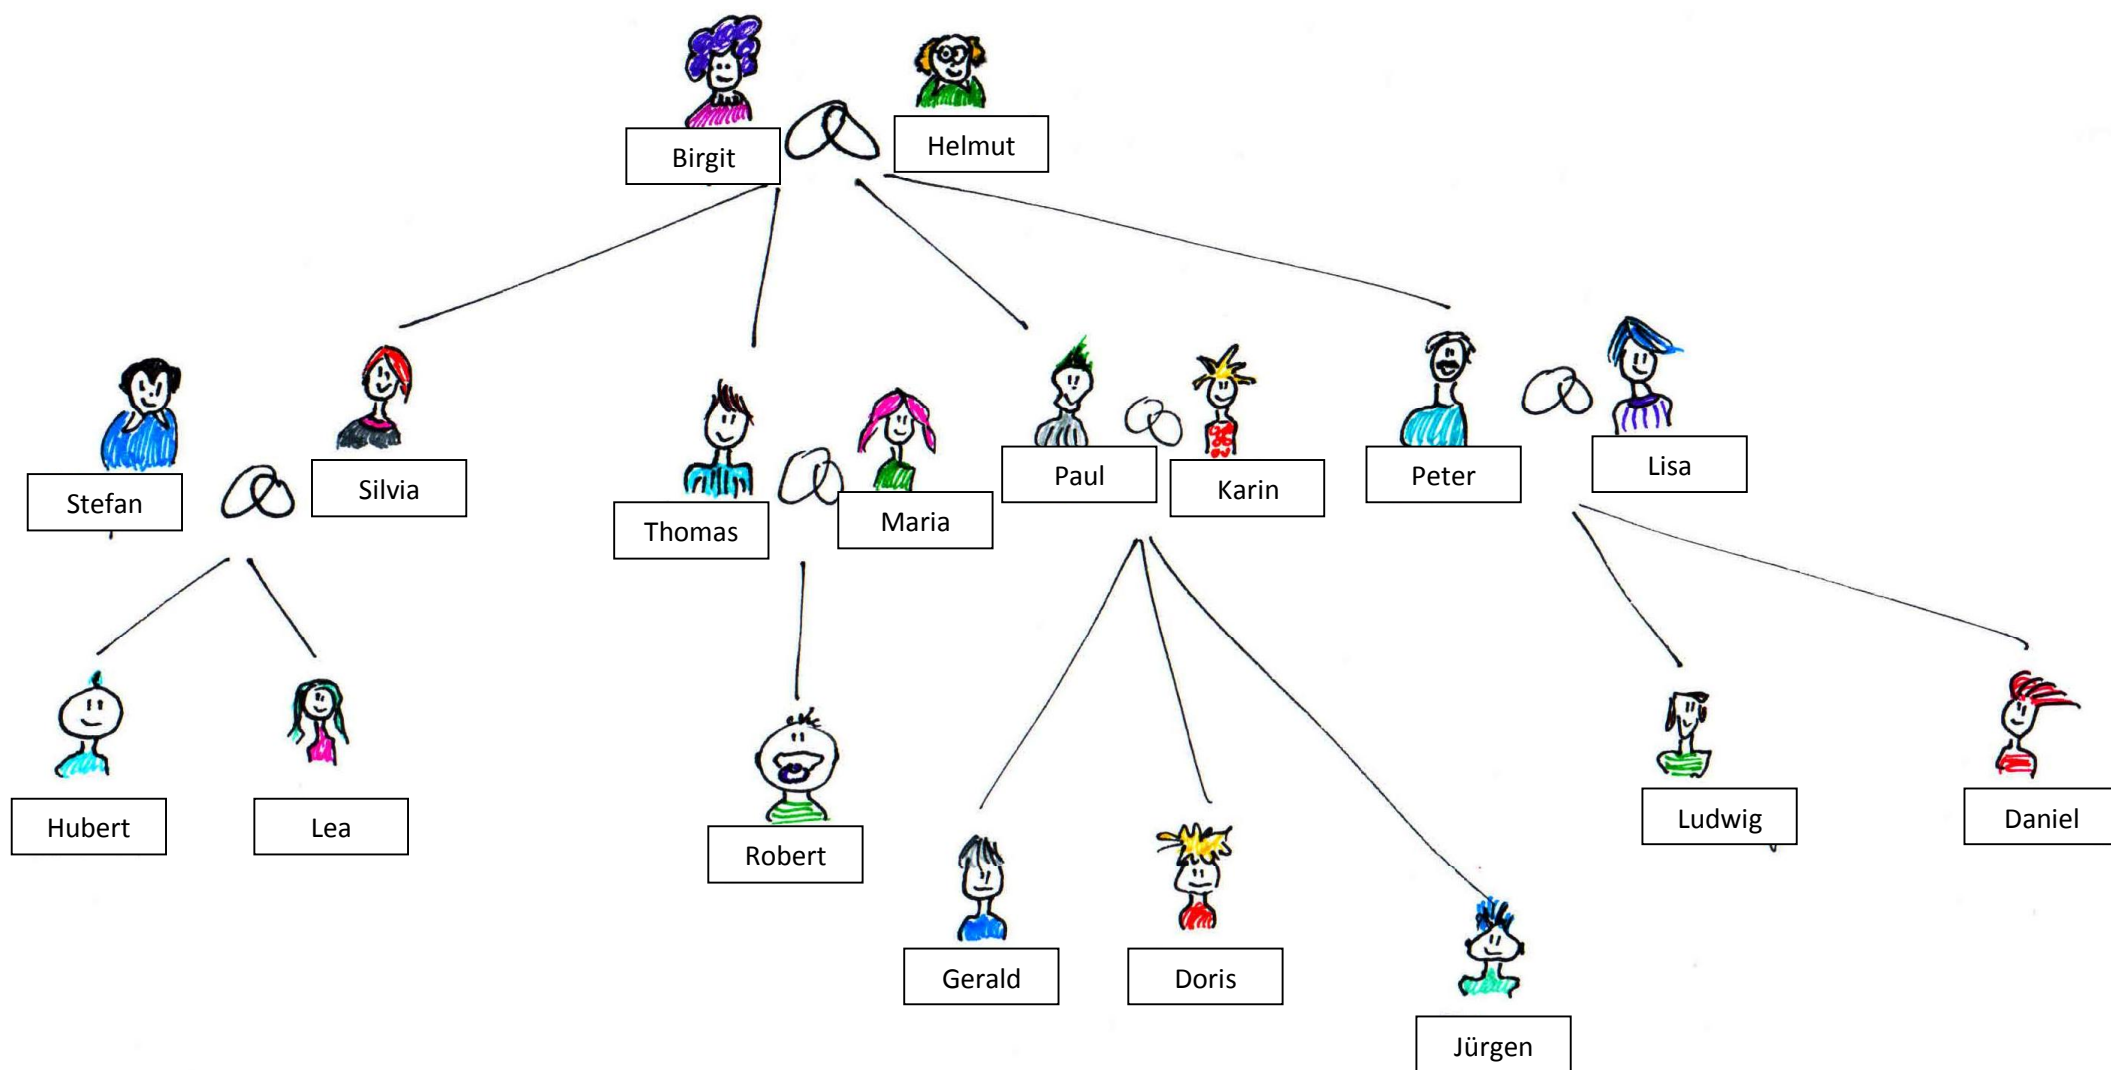 Birgit
Helmut
Stefan
Silvia
Thomas
Maria
Paul
Karin
Peter
Lisa
Hubert
Lea
Robert
Gerald
Doris
Jürgen
Ludwig
Daniel